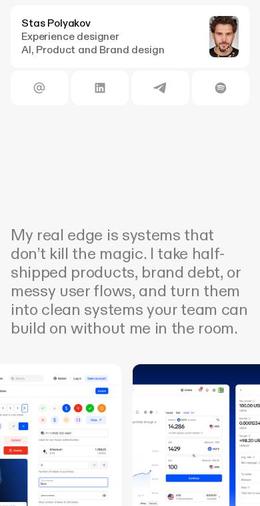 Stas Polyakov
Experience designer
AI, Product and Brand design
My real edge is systems that
don't kill the magic. I take half-
shipped products, brand debt, or
messy user flows, and turn them
into clean systems your team can
build on without me in the room.
14286
1429
100
Continue